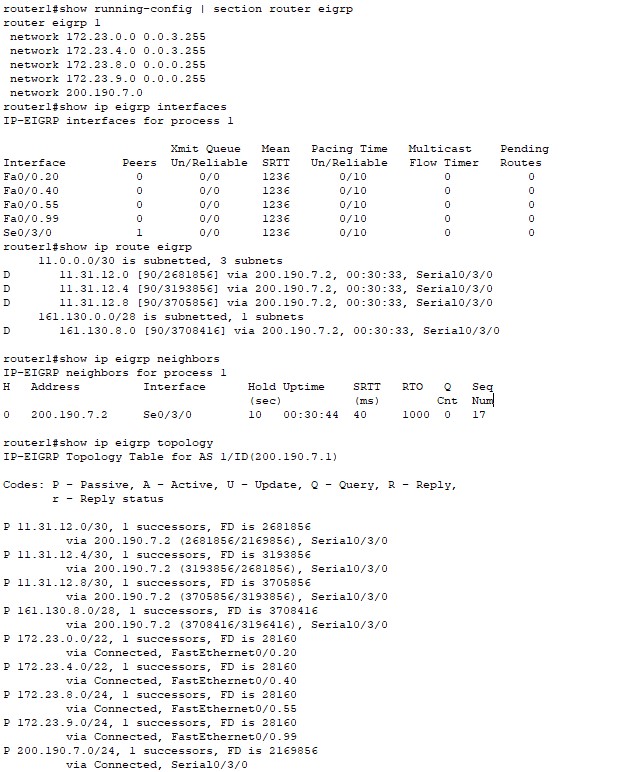 router1#show running-config | section router eigrp
router eigrp 1
network 172.23.0.0 0.0.3.255
network 172.23.4.0 0.0.3.255
network 172.23.8.0 0.0.0.255
network 172.23.9.0 0.0.0.255
network 200.190.7.0
router1#show ip eigrp interfaces
IP-EIGRP interfaces for process 1
Xmit Queue Mean Pacing Time Multicast Pending
Interface Peers Un/Reliable SRTT Un/Reliable Flow Timer Routes
Fa0/0.20 0 0/0 1236 0/10 0 0
Fa0/0.40 0 0/0 1236 0/10 0 0
Fa0/0.55 0 0/0 1236 0/10 0 0
Fa0/0.99 0 0/0 1236 0/10 0 0
Se0/3/0 1 0/0 1236 0/10 0 0
router1#show ip route eigrp
11.0.0.0/30 is subnetted, 3 subnets
D 11.31.12.0 [90/2681856] via 200.190.7.2, 00:30:33, Serial0/3/0
D 11.31.12.4 [90/3193856] via 200.190.7.2, 00:30:33, Serial0/3/0
D 11.31.12.8 [90/3705856] via 200.190.7.2, 00:30:33, Serial0/3/0
161.130.0.0/28 is subnetted, 1 subnets
D 161.130.8.0 [90/3708416] via 200.190.7.2, 00:30:33, Serial0/3/0
router1#show ip eigrp neighbors
IP-EIGRP neighbors for process 1
H Address Interface Hold Uptime SRTT RTO Q Seq
(sec) (ms) Cnt Num
0 200.190.7.2 Se0/3/0 10 00:30:44 40 1000 0 17
router1#show ip eigrp topology
IP-EIGRP Topology Table for AS 1/ID(200.190.7.1)
Codes: P - Passive, A - Active, U - Update, Q - Query, R - Reply,
r - Reply status
P 11.31.12.0/30, 1 successors, FD is 2681856
via 200.190.7.2 (2681856/2169856), Serial0/3/0
P 11.31.12.4/30, 1 successors, FD is 3193856
via 200.190.7.2 (3193856/2681856), Serial0/3/0
P 11.31.12.8/30, 1 successors, FD is 3705856
via 200.190.7.2 (3705856/3193856), Serial0/3/0
P 161.130.8.0/28, 1 successors, FD is 3708416
via 200.190.7.2 (3708416/3196416), Serial0/3/0
P 172.23.0.0/22, 1 successors, FD is 28160
via Connected, FastEthernet0/0.20
P 172.23.4.0/22, 1 successors, FD is 28160
via Connected, FastEthernet0/0.40
P 172.23.8.0/24, 1 successors, FD is 28160
via Connected, FastEthernet0/0.55
P 172.23.9.0/24, 1 successors, FD is 28160
via Connected, FastEthernet0/0.99
P 200.190.7.0/24, 1 successors, FD is 2169856
via Connected, Serial0/3/0